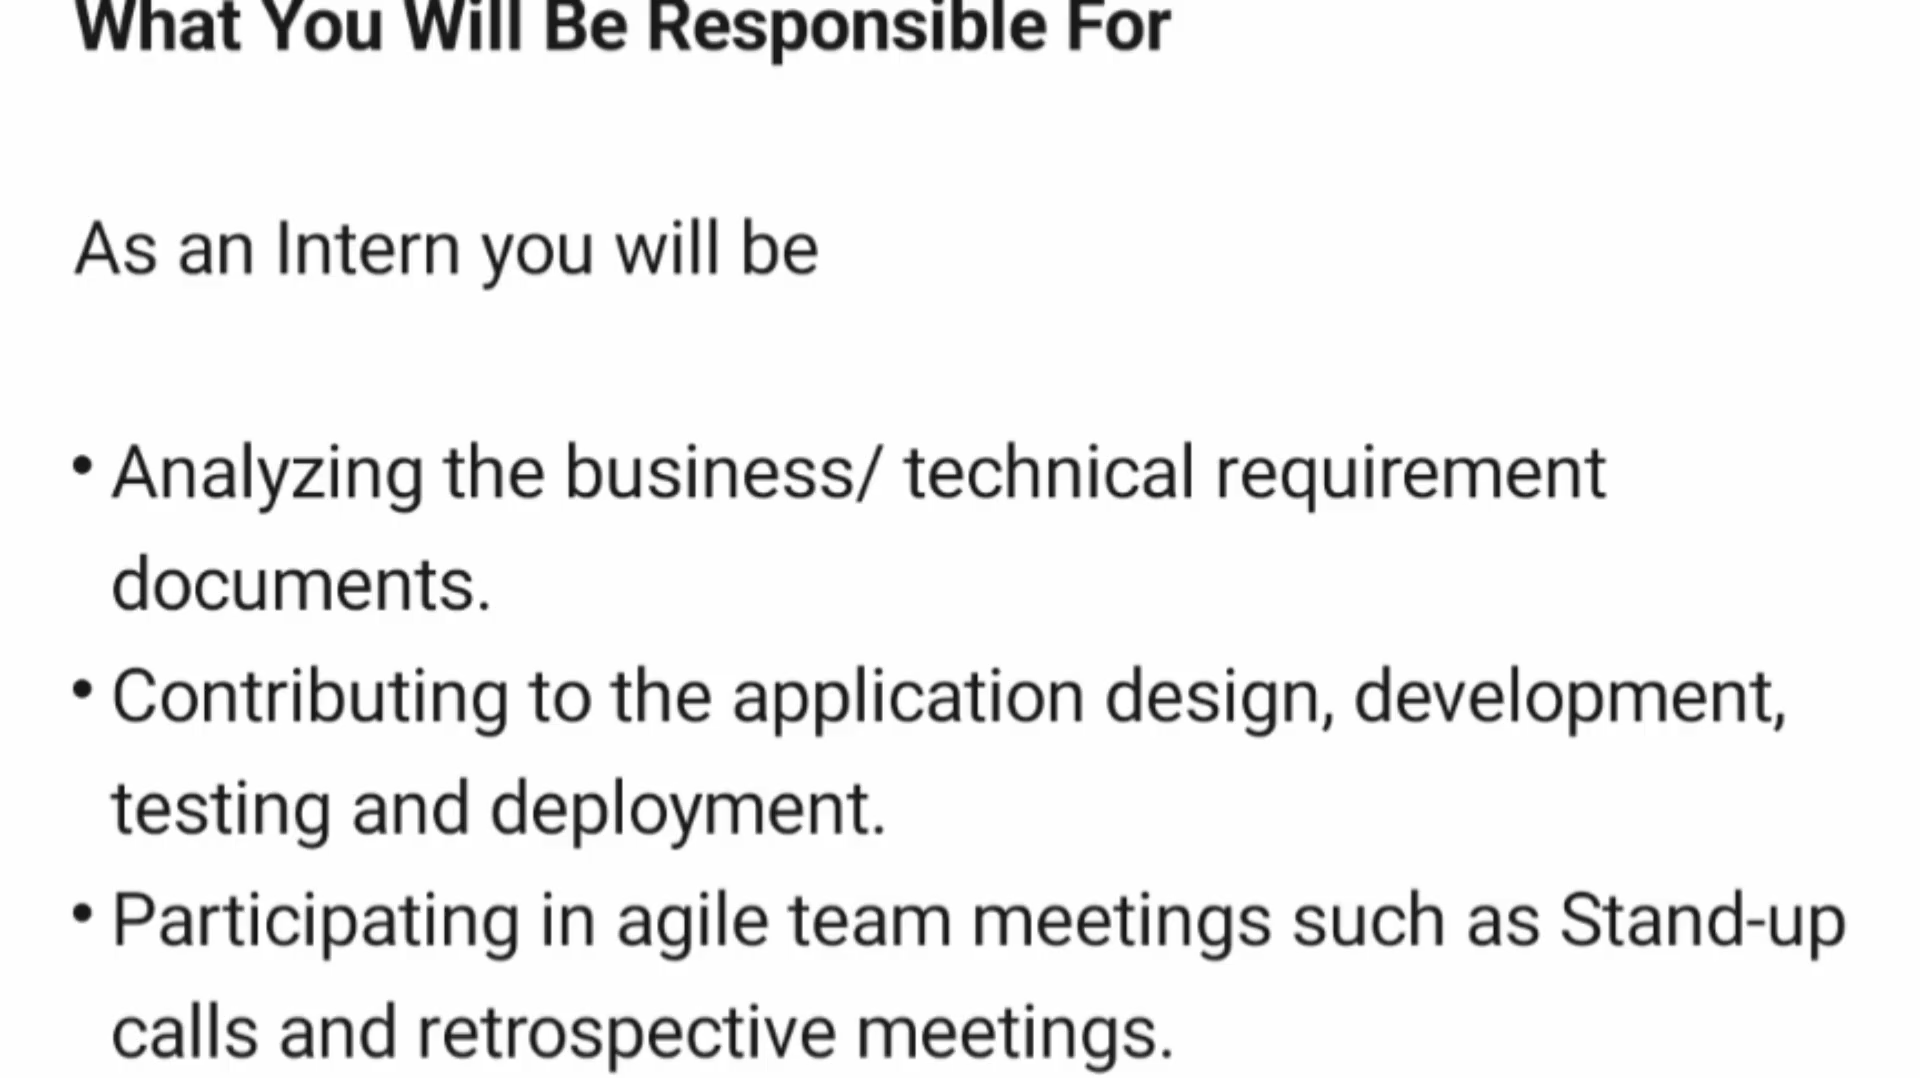 What You Will Be Responsible For
As an Intern you will be
• Analyzing the business/ technical requirement
documents.
• Contributing to the application design, development,
testing and deployment.
• Participating in agile team meetings such as Stand-up
calls and retrospective meetings.